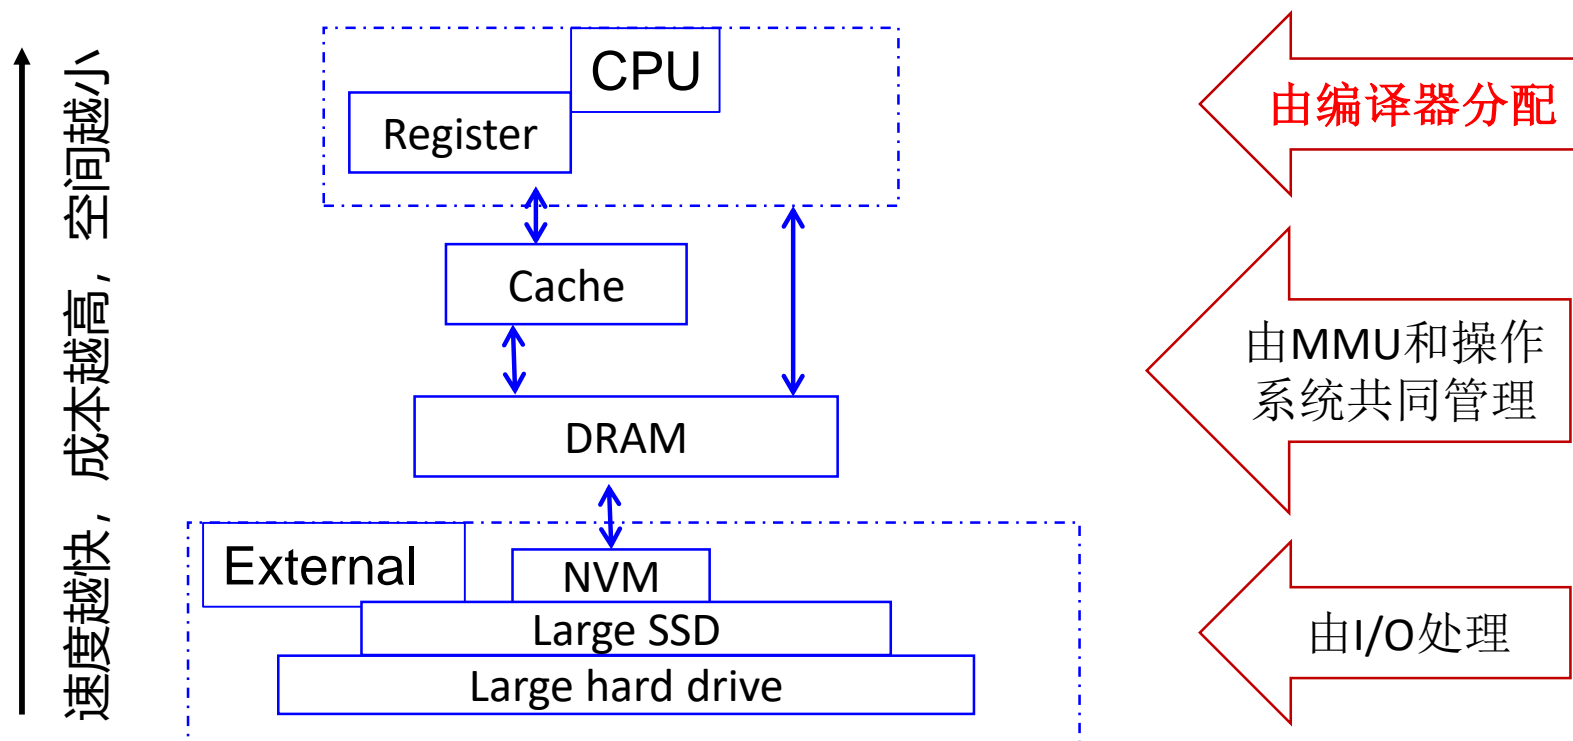 速度越快，成本越高，空间越小
CPU
Register
Cache
DRAM
External
NVM
Large SSD
Large hard drive
由编译器分配
由MMU和操作
系统共同管理
由I/O处理